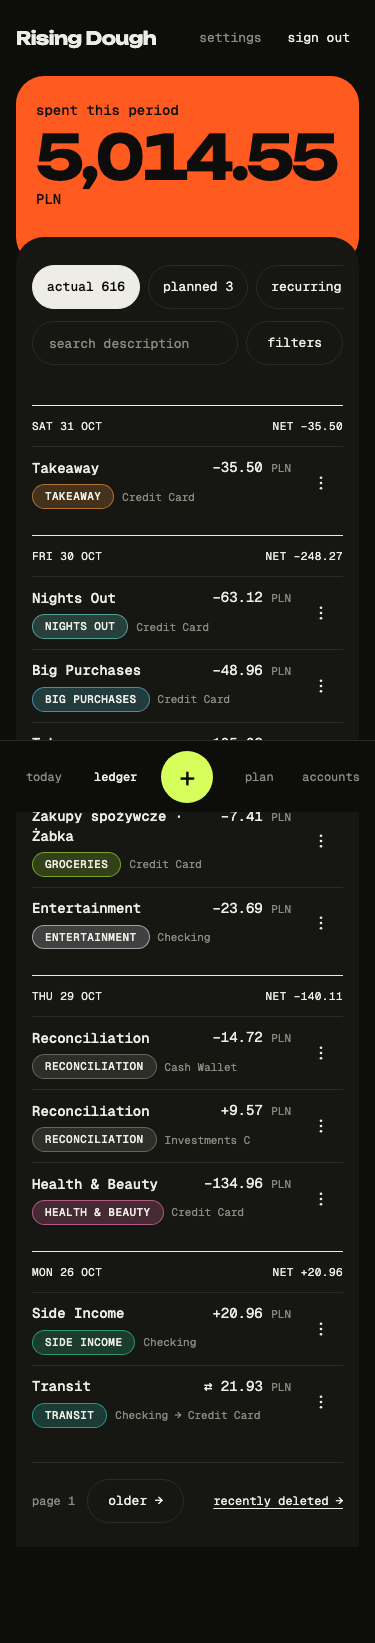 Rising Dough settings sign out
spent this period
5,014.55
PLN
actual 616 planned 3 recurring
search description filters
SAT 31 OCT NET −35.50
Takeaway −35.50 PLN
TAKEAWAY Credit Card
FRI 30 OCT NET −248.27
Nights Out −63.12 PLN
NIGHTS OUT Credit Card
Big Purchases −48.96 PLN
BIG PURCHASES Credit Card
today ledger + plan accounts
Zakupy spożywcze · −7.41 PLN
Żabka
GROCERIES Credit Card
Entertainment −23.69 PLN
ENTERTAINMENT Checking
THU 29 OCT NET −140.11
Reconciliation −14.72 PLN
RECONCILIATION Cash Wallet
Reconciliation +9.57 PLN
RECONCILIATION Investments C
Health & Beauty −134.96 PLN
HEALTH & BEAUTY Credit Card
MON 26 OCT NET +20.96
Side Income +20.96 PLN
SIDE INCOME Checking
Transit ⇄ 21.93 PLN
TRANSIT Checking → Credit Card
page 1 older → recently deleted →